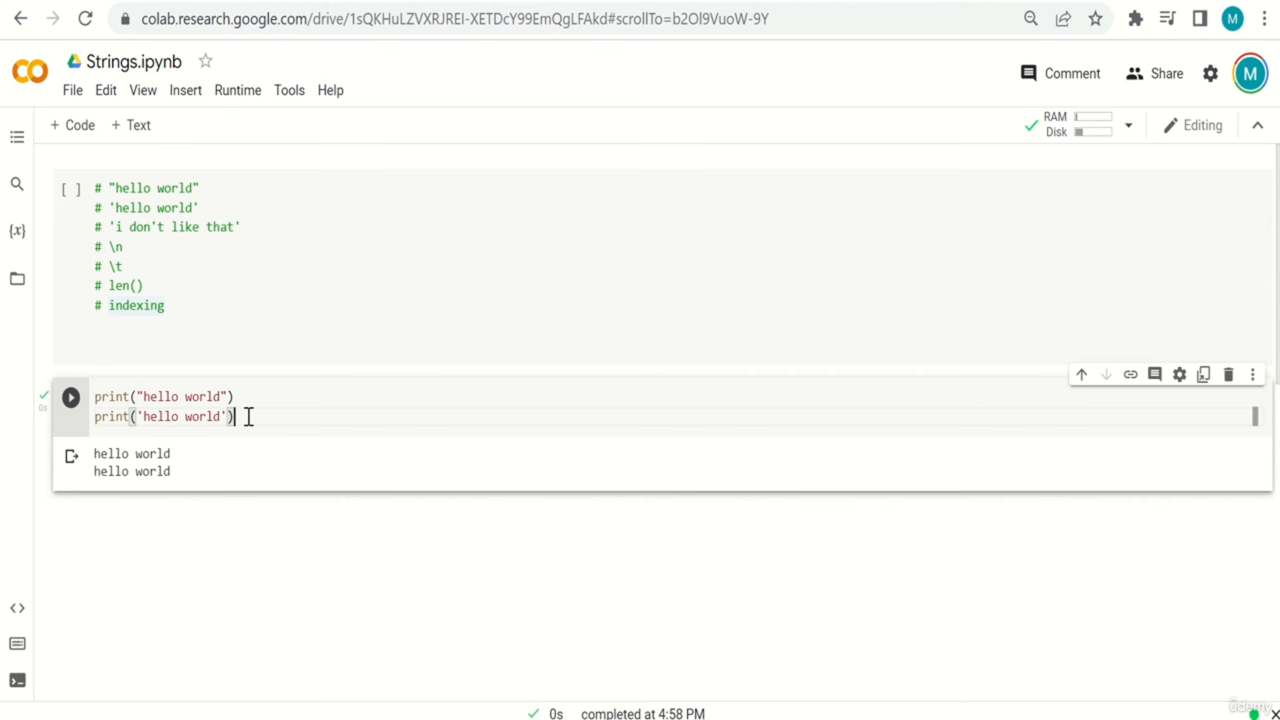 colab.research.google.com/drive/1sQKHuLZVXRJREI-XETDcY99EmQgLFAkd#scrollTo=b2Ol9VuoW-9Y
M
CO
Strings.ipynb
Comment
Share
M
File Edit View Insert Runtime Tools Help
+ Code + Text
RAM
Disk
Editing
[ ] # "hello world"
# 'hello world'
# 'i don't like that'
# \n
# \t
# len()
# indexing
{x}
print("hello world")
0s
print('hello world')
hello world
hello world
0s completed at 4:58 PM
ûdemy